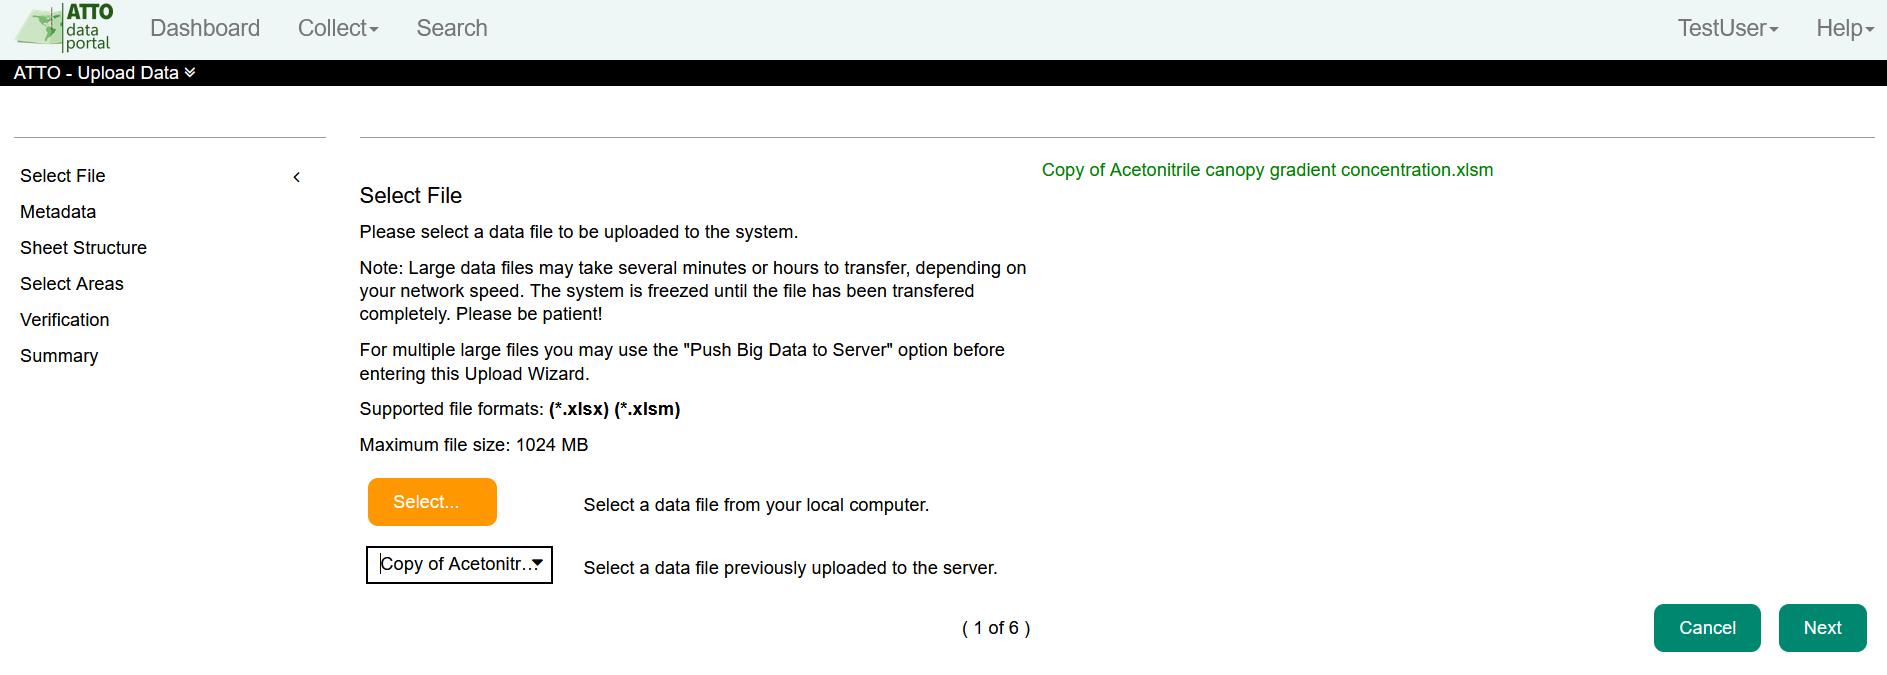 ATTO
data
portal
Dashboard
Collect
Search
TestUser
Help
ATTO - Upload Data
Select File
Metadata
Sheet Structure
Select Areas
Verification
Summary
Copy of Acetonitrile canopy gradient concentration.xlsm
Select File
Please select a data file to be uploaded to the system.
Note: Large data files may take several minutes or hours to transfer, depending on
your network speed. The system is freezed until the file has been transfered
completely. Please be patient!
For multiple large files you may use the "Push Big Data to Server" option before
entering this Upload Wizard.
Supported file formats: (*.xlsx) (*.xlsm)
Maximum file size: 1024 MB
Select...
Select a data file from your local computer.
Copy of Acetonitr...
Select a data file previously uploaded to the server.
( 1 of 6 )
Cancel
Next